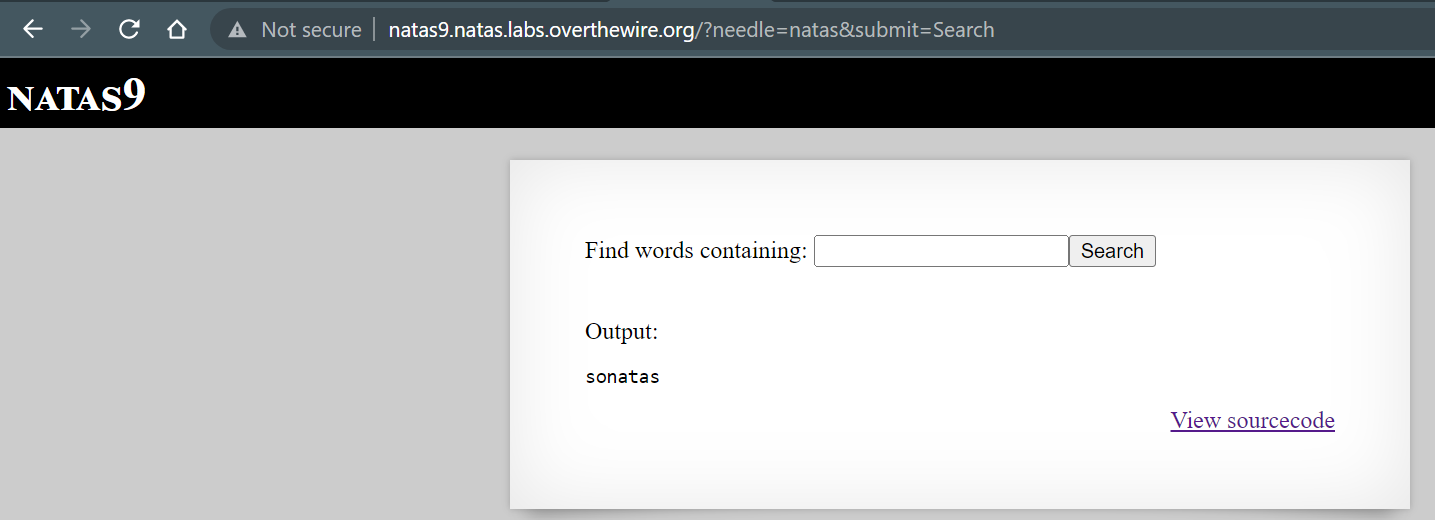 Not secure | natas9.natas.labs.overthewire.org/?needle=natas&submit=Search
NATAS9
Find words containing: Search
Output:
sonatas
View sourcecode